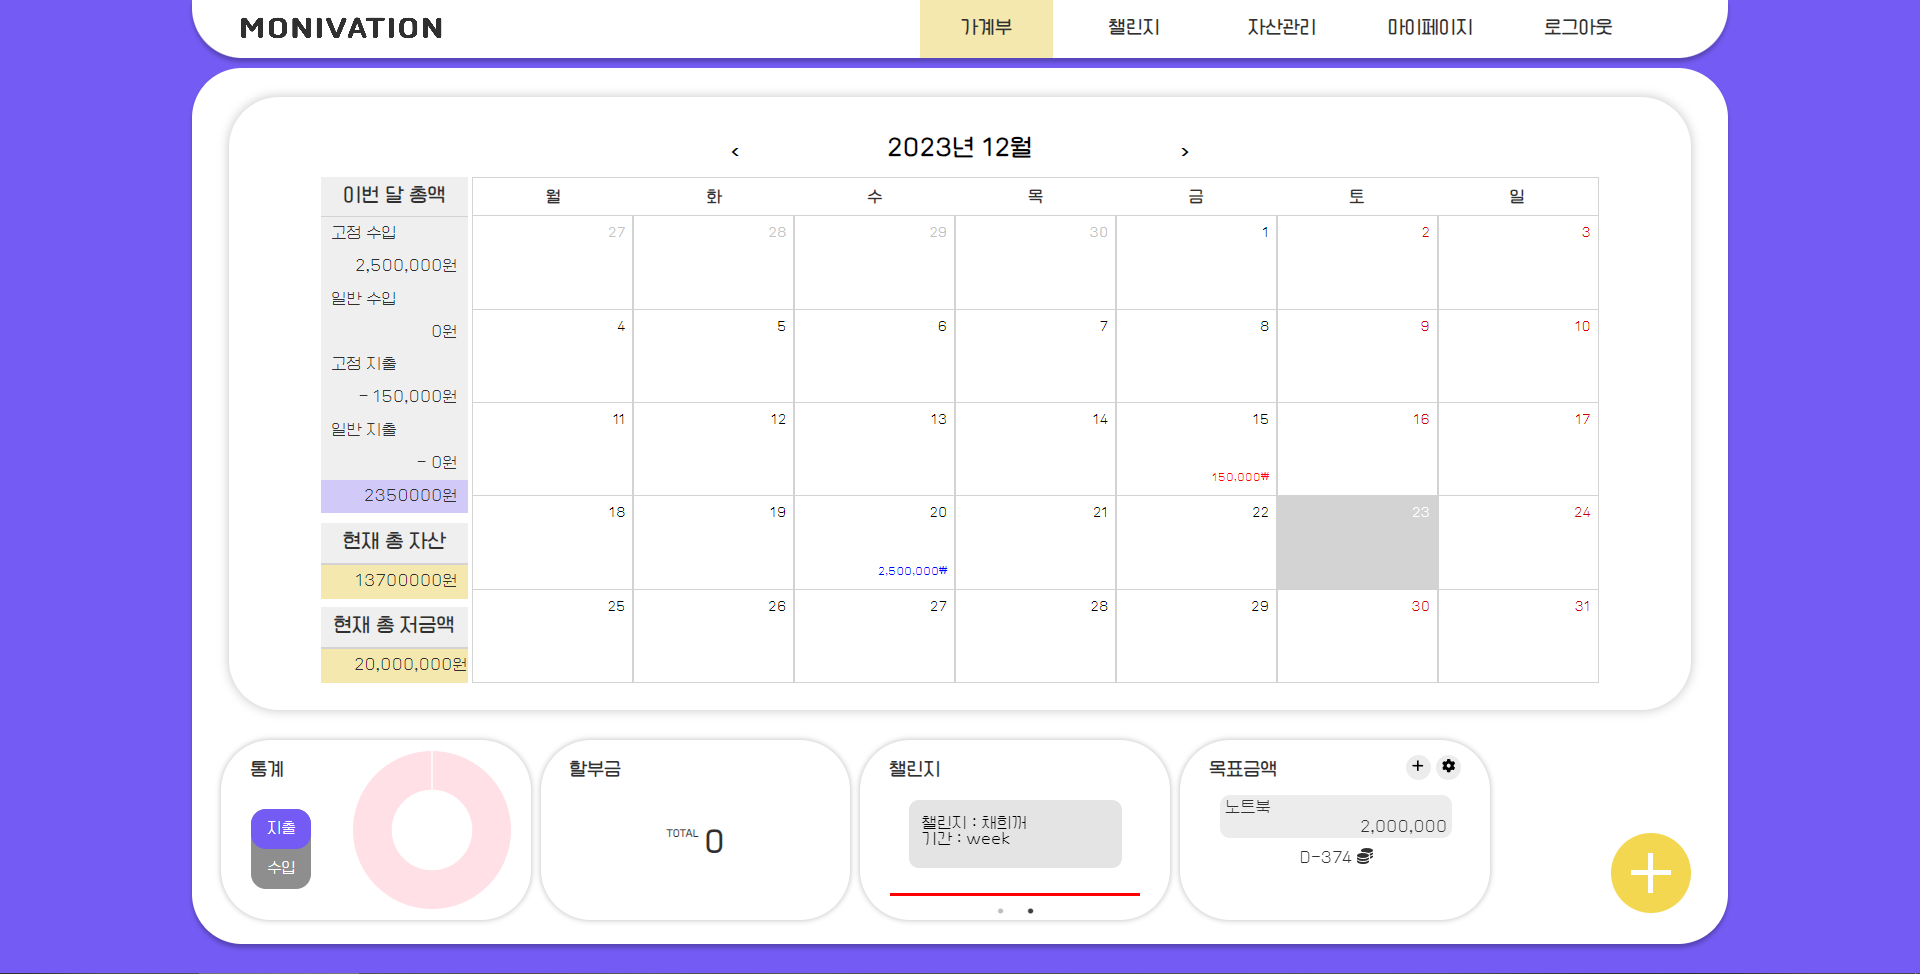 MONIVATION
가계부 챌린지 자산관리 마이페이지 로그아웃
‹ 2023년 12월 ›
이번 달 총액
고정 수입
2,500,000원
일반 수입
0원
고정 지출
- 150,000원
일반 지출
- 0원
2350000원
현재 총 자산
13700000원
현재 총 저금액
20,000,000원
월 화 수 목 금 토 일
27 28 29 30 1 2 3
4 5 6 7 8 9 10
11 12 13 14 15 16 17
150,000₩
18 19 20 21 22 23 24
2,500,000₩
25 26 27 28 29 30 31
통계
지출
수입
할부금
TOTAL 0
챌린지
챌린지 : 채희꺼
기간 : week
목표금액
노트북
2,000,000
D-374